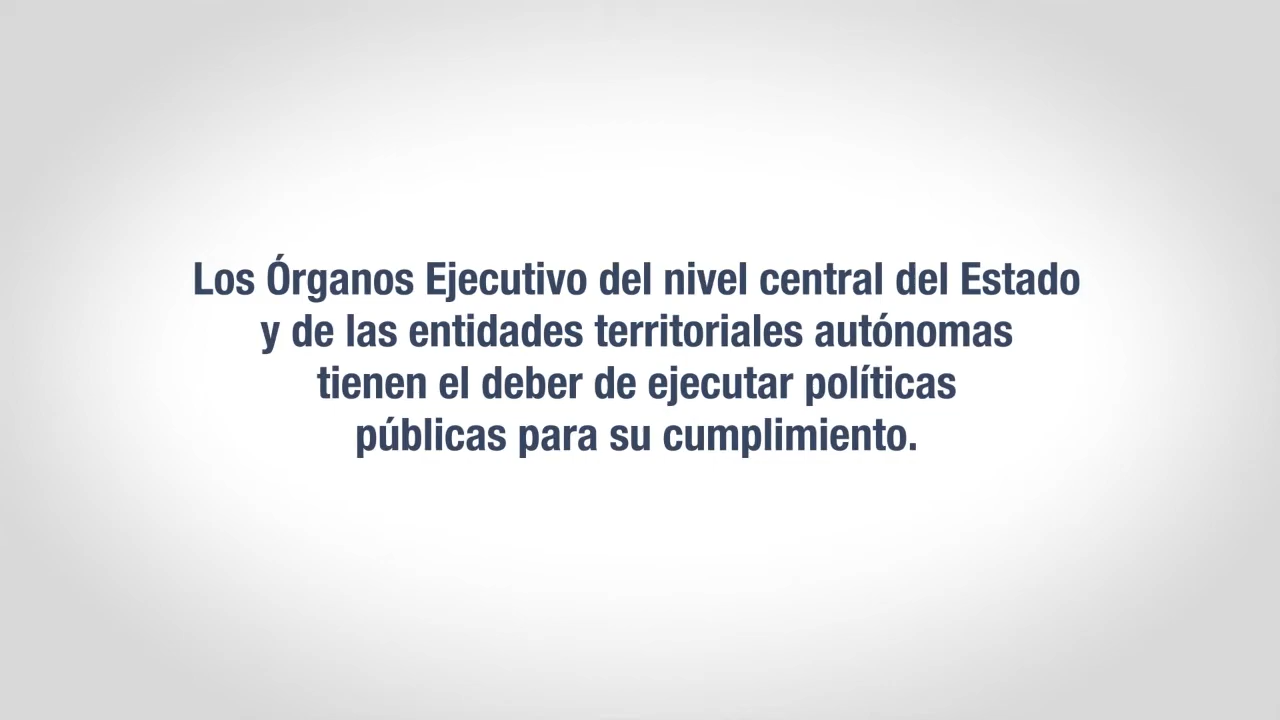 Los Órganos Ejecutivo del nivel central del Estado
y de las entidades territoriales autónomas
tienen el deber de ejecutar políticas
públicas para su cumplimiento.